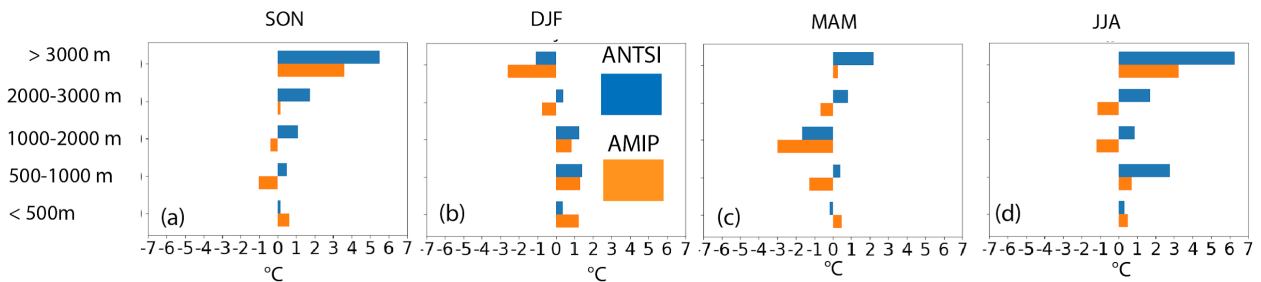 SON
DJF
MAM
JJA
> 3000 m
2000-3000 m
1000-2000 m
500-1000 m
< 500m
ANTSI
AMIP
(a)
(b)
(c)
(d)
-7 -6 -5 -4 -3 -2 -1 0 1 2 3 4 5 6 7
-7 -6 -5 -4 -3 -2 -1 0 1 2 3 4 5 6 7
-7 -6 -5 -4 -3 -2 -1 0 1 2 3 4 5 6 7
-7 -6 -5 -4 -3 -2 -1 0 1 2 3 4 5 6 7
°C
°C
°C
°C